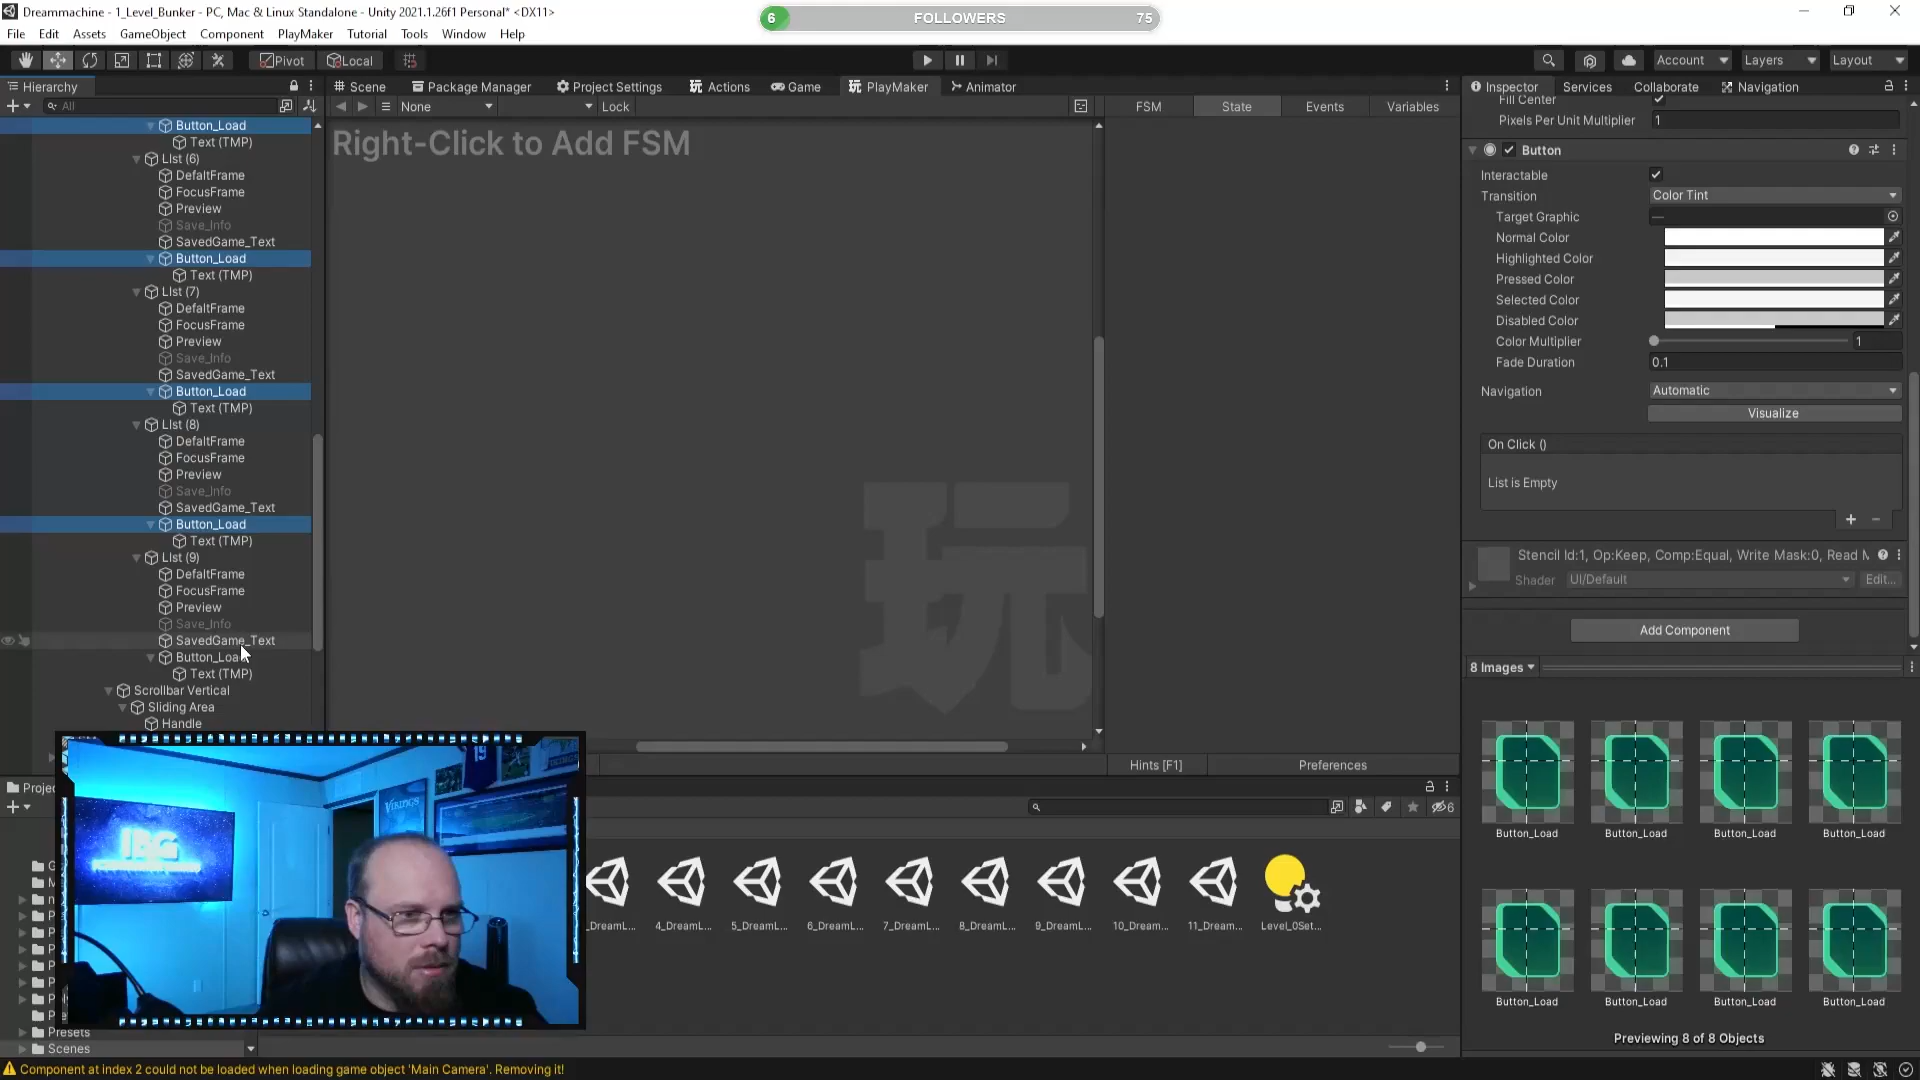 Dreammachine - 1_Level_Bunker - PC, Mac & Linux Standalone - Unity 2021.1.26f1 Personal* <DX11>
6 FOLLOWERS 75
File Edit Assets GameObject Component PlayMaker Tutorial Tools Window Help
Pivot Local
Account Layers Layout
Hierarchy
All
Scene Package Manager Project Settings Actions Game PlayMaker Animator
None Lock
FSM State Events Variables
Inspector Services Collaborate Navigation
Right-Click to Add FSM
玩
Button_Load
Text (TMP)
LIst (6)
DefaltFrame
FocusFrame
Preview
Save_Info
SavedGame_Text
Button_Load
Text (TMP)
LIst (7)
DefaltFrame
FocusFrame
Preview
Save_Info
SavedGame_Text
Button_Load
Text (TMP)
LIst (8)
DefaltFrame
FocusFrame
Preview
Save_Info
SavedGame_Text
Button_Load
Text (TMP)
LIst (9)
DefaltFrame
FocusFrame
Preview
Save_Info
SavedGame_Text
Text (TMP)
Scrollbar Vertical
Sliding Area
Handle
Fill Center
Pixels Per Unit Multiplier 1
Button
Interactable
Transition Color Tint
Target Graphic
Normal Color
Highlighted Color
Pressed Color
Selected Color
Disabled Color
Color Multiplier 1
Fade Duration 0.1
Navigation Automatic
Visualize
On Click ()
List is Empty
Stencil Id:1, Op:Keep, Comp:Equal, Write Mask:0, Read
Shader UI/Default Edit...
Add Component
8 Images
Button_Load Button_Load Button_Load Button_Load
Button_Load Button_Load Button_Load Button_Load
Previewing 8 of 8 Objects
Hints [F1] Preferences
6
_DreamL... 4_DreamL... 5_DreamL... 6_DreamL... 7_DreamL... 8_DreamL... 9_DreamL... 10_Dream... 11_Dream... Level_0Set...
VIKINGS
19
IBG
Presets
Scenes
Component at index 2 could not be loaded when loading game object 'Main Camera'. Removing it!